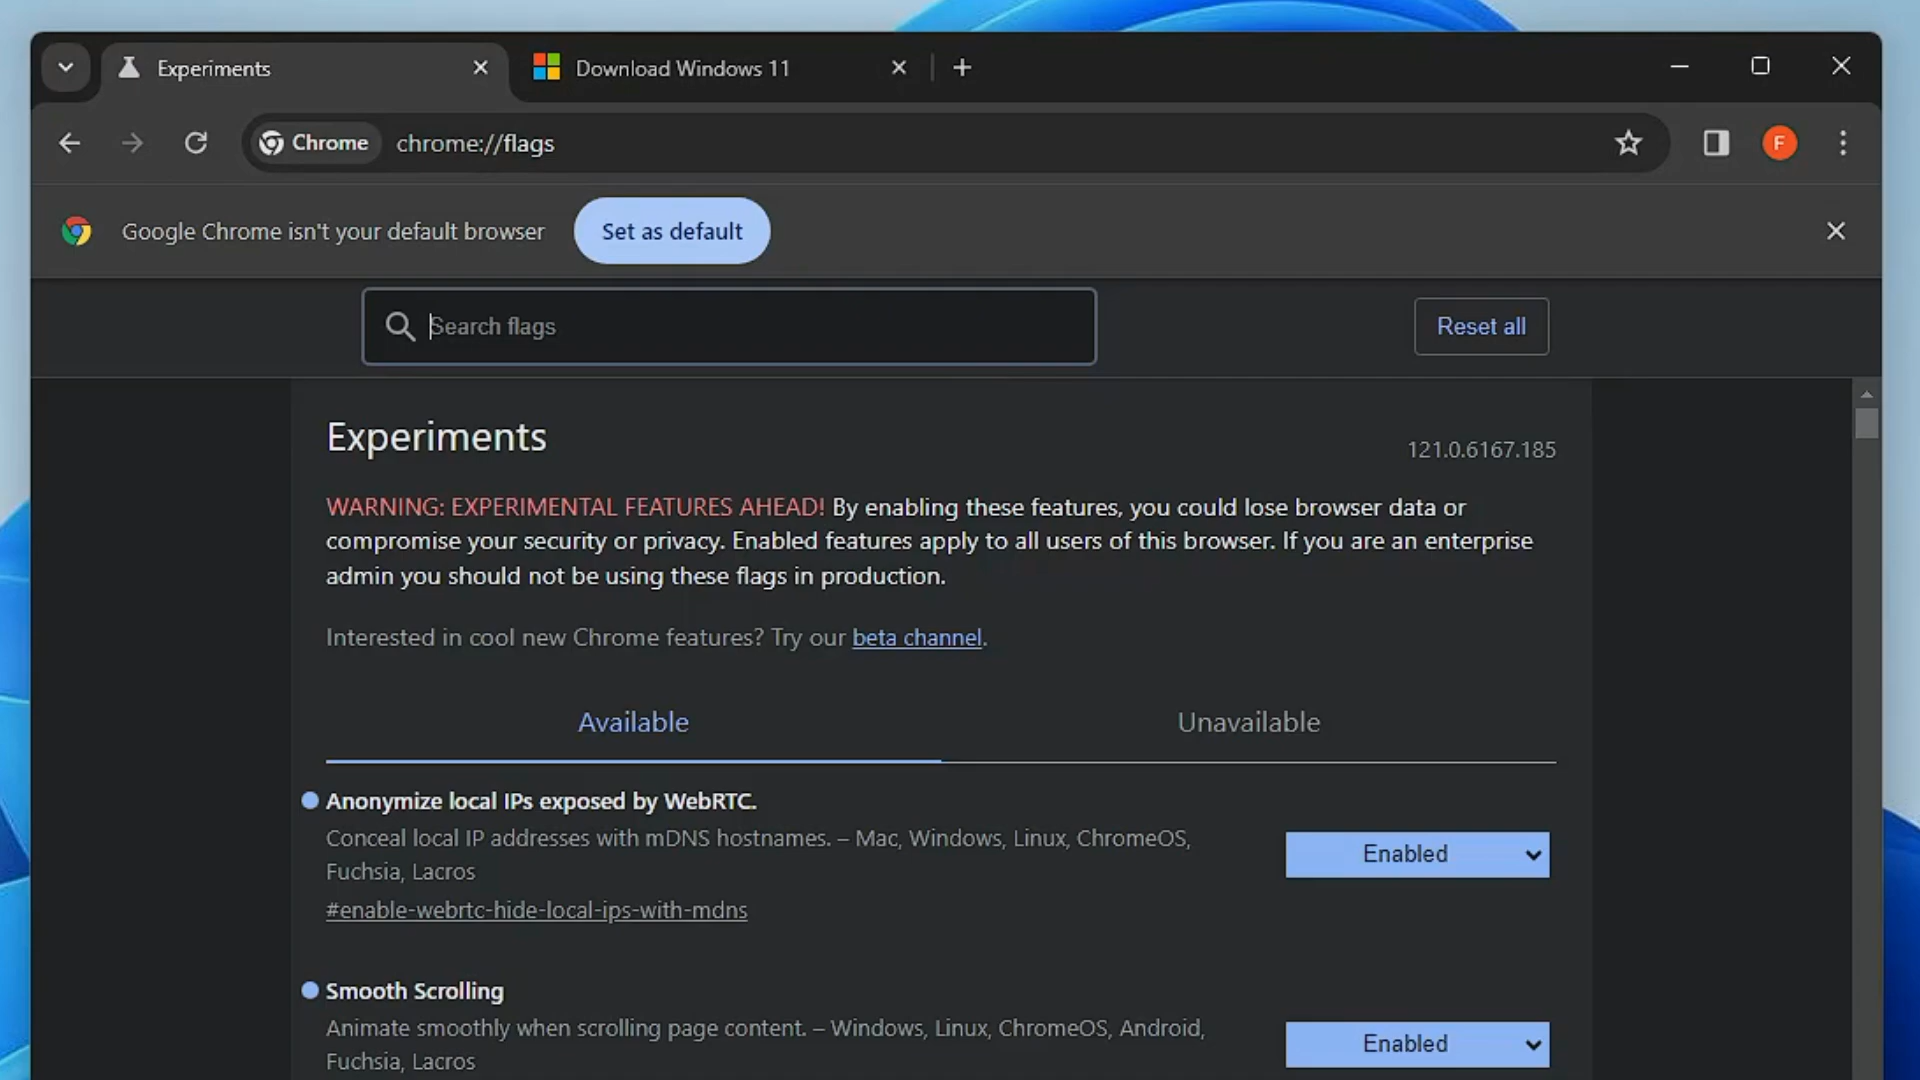 Experiments
Download Windows 11
Chrome
chrome://flags
F
Google Chrome isn't your default browser
Set as default
Search flags
Reset all
Experiments
121.0.6167.185
WARNING: EXPERIMENTAL FEATURES AHEAD! By enabling these features, you could lose browser data or
compromise your security or privacy. Enabled features apply to all users of this browser. If you are an enterprise
admin you should not be using these flags in production.
Interested in cool new Chrome features? Try our beta channel.
Available
Unavailable
Anonymize local IPs exposed by WebRTC.
Conceal local IP addresses with mDNS hostnames. – Mac, Windows, Linux, ChromeOS,
Fuchsia, Lacros
Enabled
#enable-webrtc-hide-local-ips-with-mdns
Smooth Scrolling
Animate smoothly when scrolling page content. – Windows, Linux, ChromeOS, Android,
Fuchsia, Lacros
Enabled